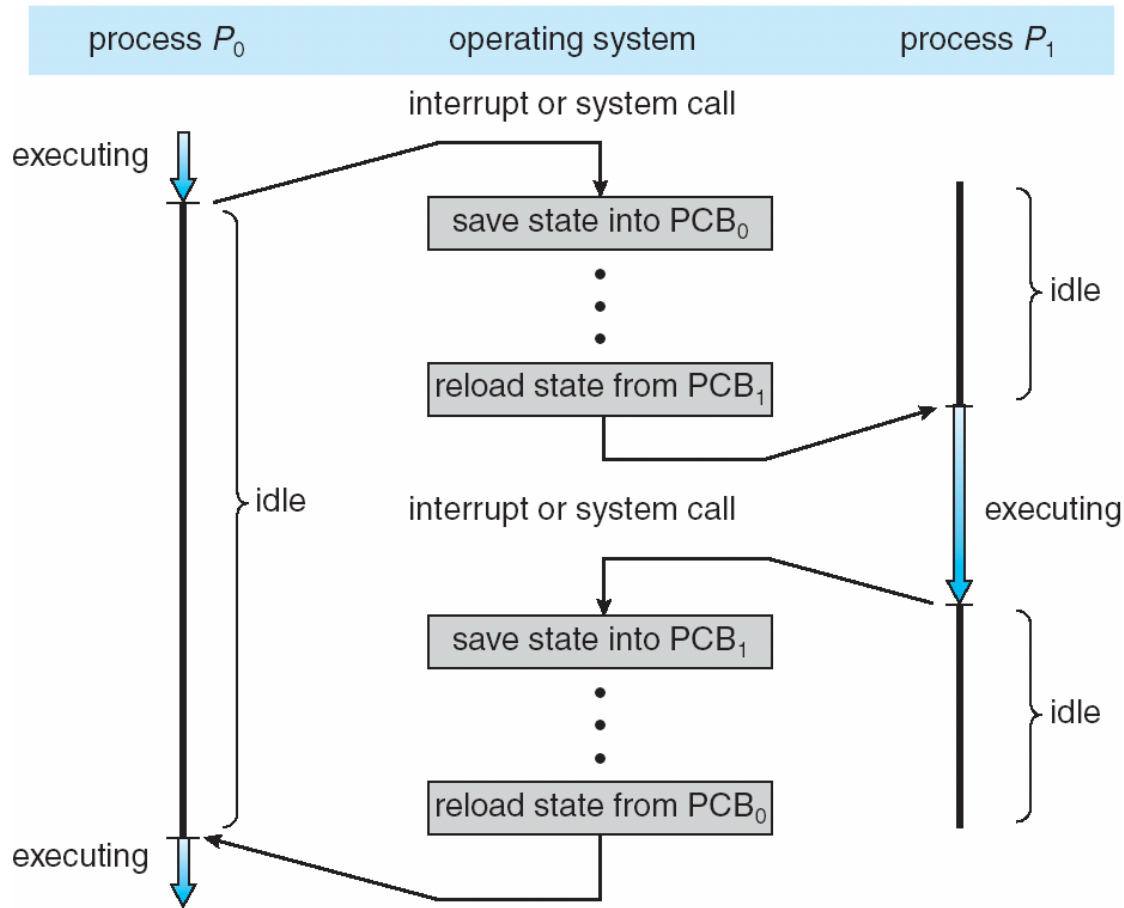 process P₀ operating system process P₁
interrupt or system call
executing
save state into PCB₀
idle
reload state from PCB₁
idle
interrupt or system call
executing
save state into PCB₁
idle
reload state from PCB₀
executing